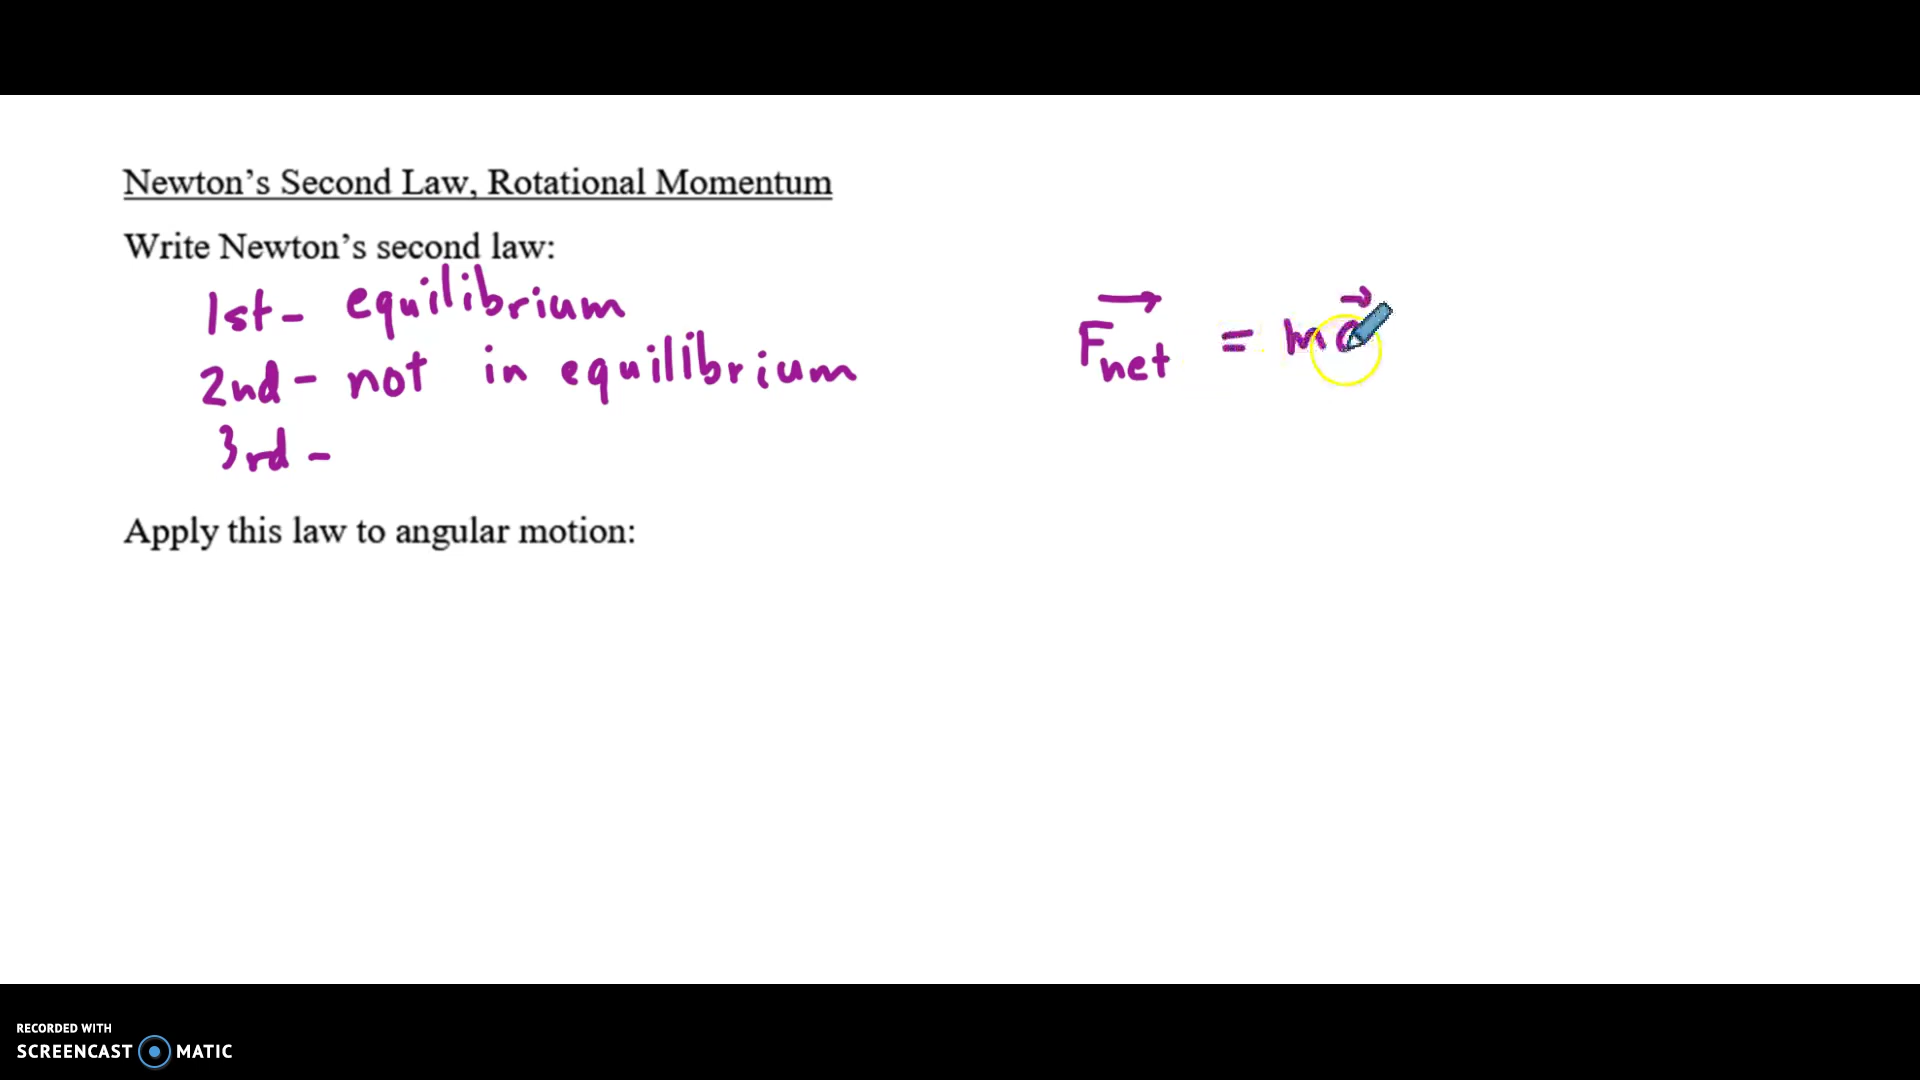 Newton's Second Law, Rotational Momentum
Write Newton's second law:
1st - equilibrium
2nd - not in equilibrium
3rd -
F net = ma
Apply this law to angular motion:
RECORDED WITH
SCREENCAST MATIC